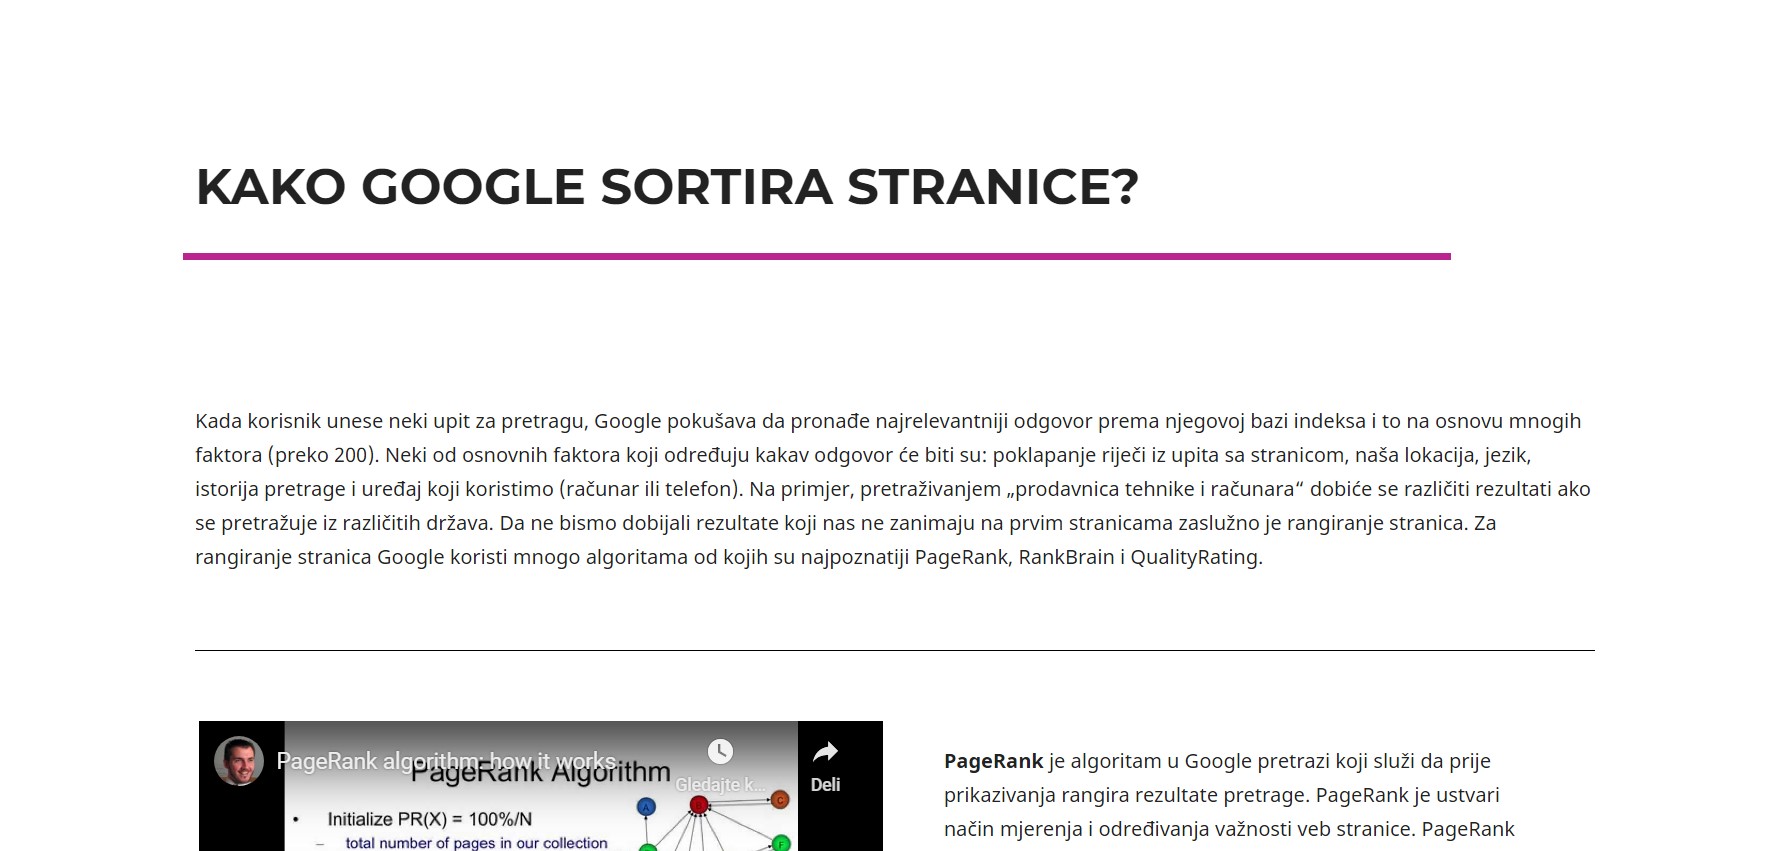 KAKO GOOGLE SORTIRA STRANICE?
Kada korisnik unese neki upit za pretragu, Google pokušava da pronađe najrelevantniji odgovor prema njegovoj bazi indeksa i to na osnovu mnogih
faktora (preko 200). Neki od osnovnih faktora koji određuju kakav odgovor će biti su: poklapanje riječi iz upita sa stranicom, naša lokacija, jezik,
istorija pretrage i uređaj koji koristimo (računar ili telefon). Na primjer, pretraživanjem „prodavnica tehnike i računara“ dobiće se različiti rezultati ako
se pretražuje iz različitih država. Da ne bismo dobijali rezultate koji nas ne zanimaju na prvim stranicama zaslužno je rangiranje stranica. Za
rangiranje stranica Google koristi mnogo algoritama od kojih su najpoznatiji PageRank, RankBrain i QualityRating.
PageRank algorithm: how it works
PageRank Algorithm
Gledajte k...
Deli
A
B
C
• Initialize PR(X) = 100%/N
F
– total number of pages in our collection
PageRank je algoritam u Google pretrazi koji služi da prije
prikazivanja rangira rezultate pretrage. PageRank je ustvari
način mjerenja i određivanja važnosti veb stranice. PageRank